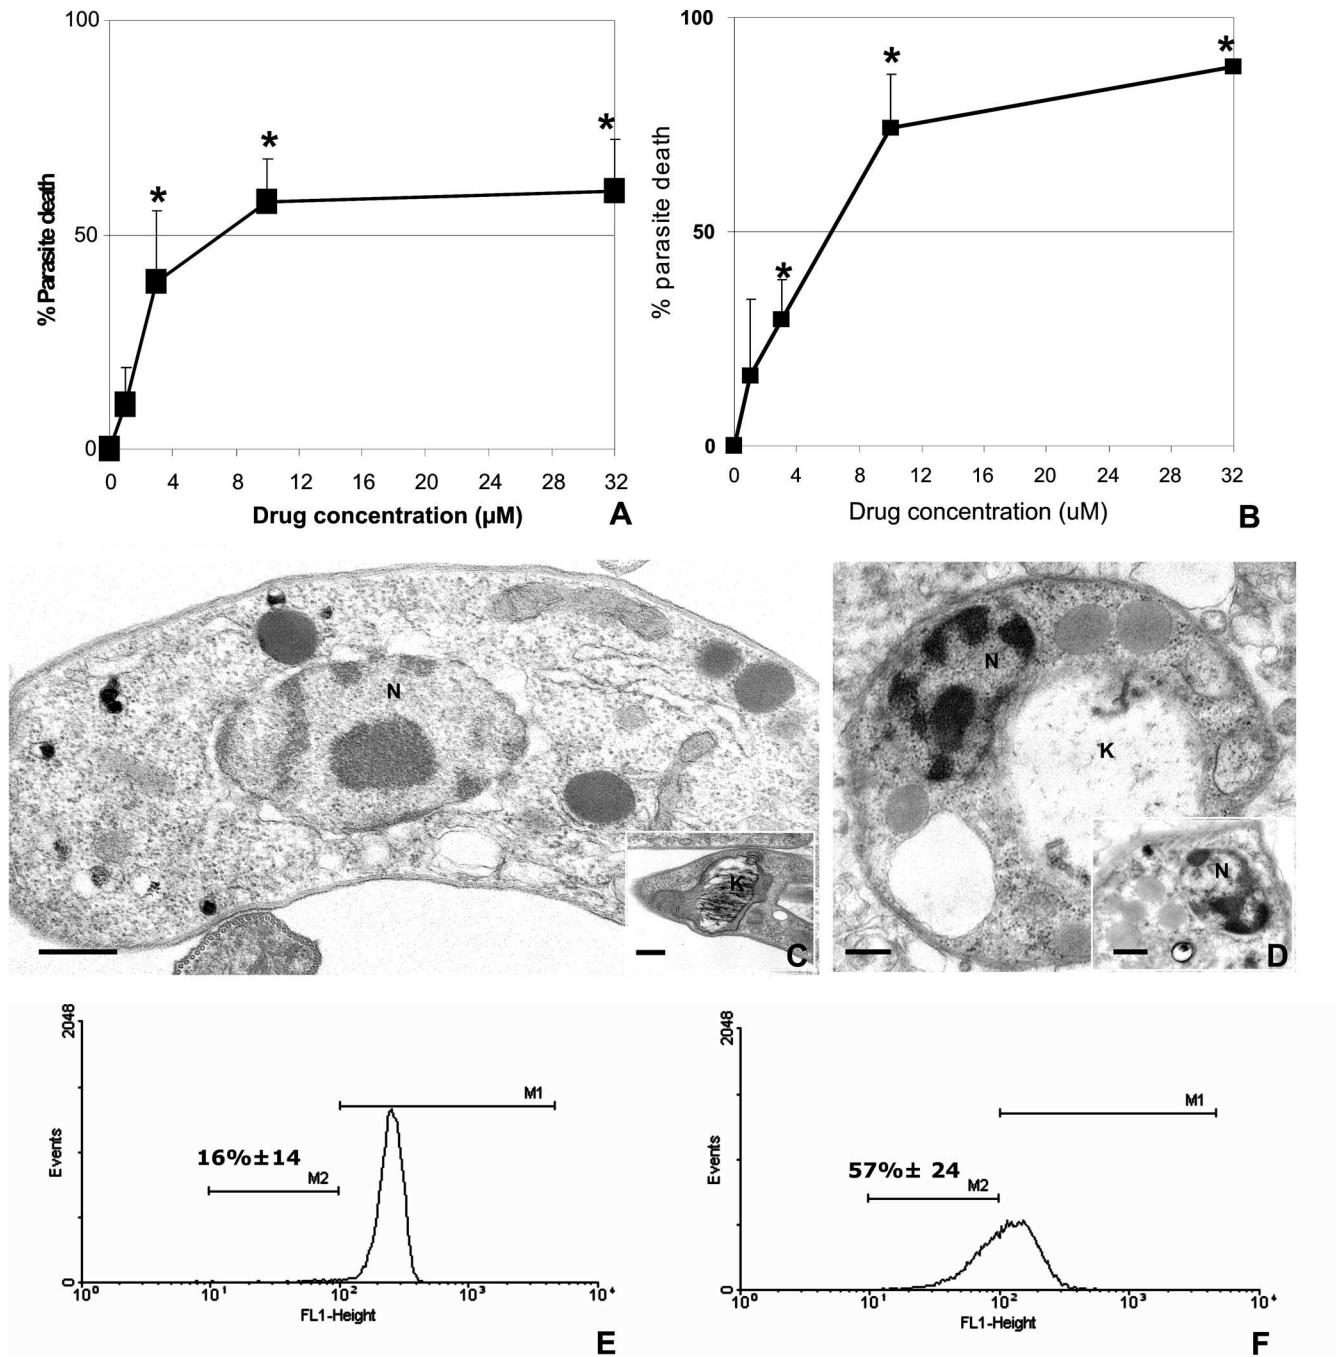 100%
50
0
* * *
% Parasite death
0 4 8 12 16 20 24 28 32
Drug concentration (µM)
A
100
50
0
* * *
% parasite death
0 4 8 12 16 20 24 28 32
Drug concentration (uM)
B
N
K
C
N
K
N
D
2048
Events
0
M1
16%±14
M2
10⁰ 10¹ 10² 10³ 10⁴
FL1-Height
E
2048
Events
0
M1
57%± 24
M2
10⁰ 10¹ 10² 10³ 10⁴
FL1-Height
F